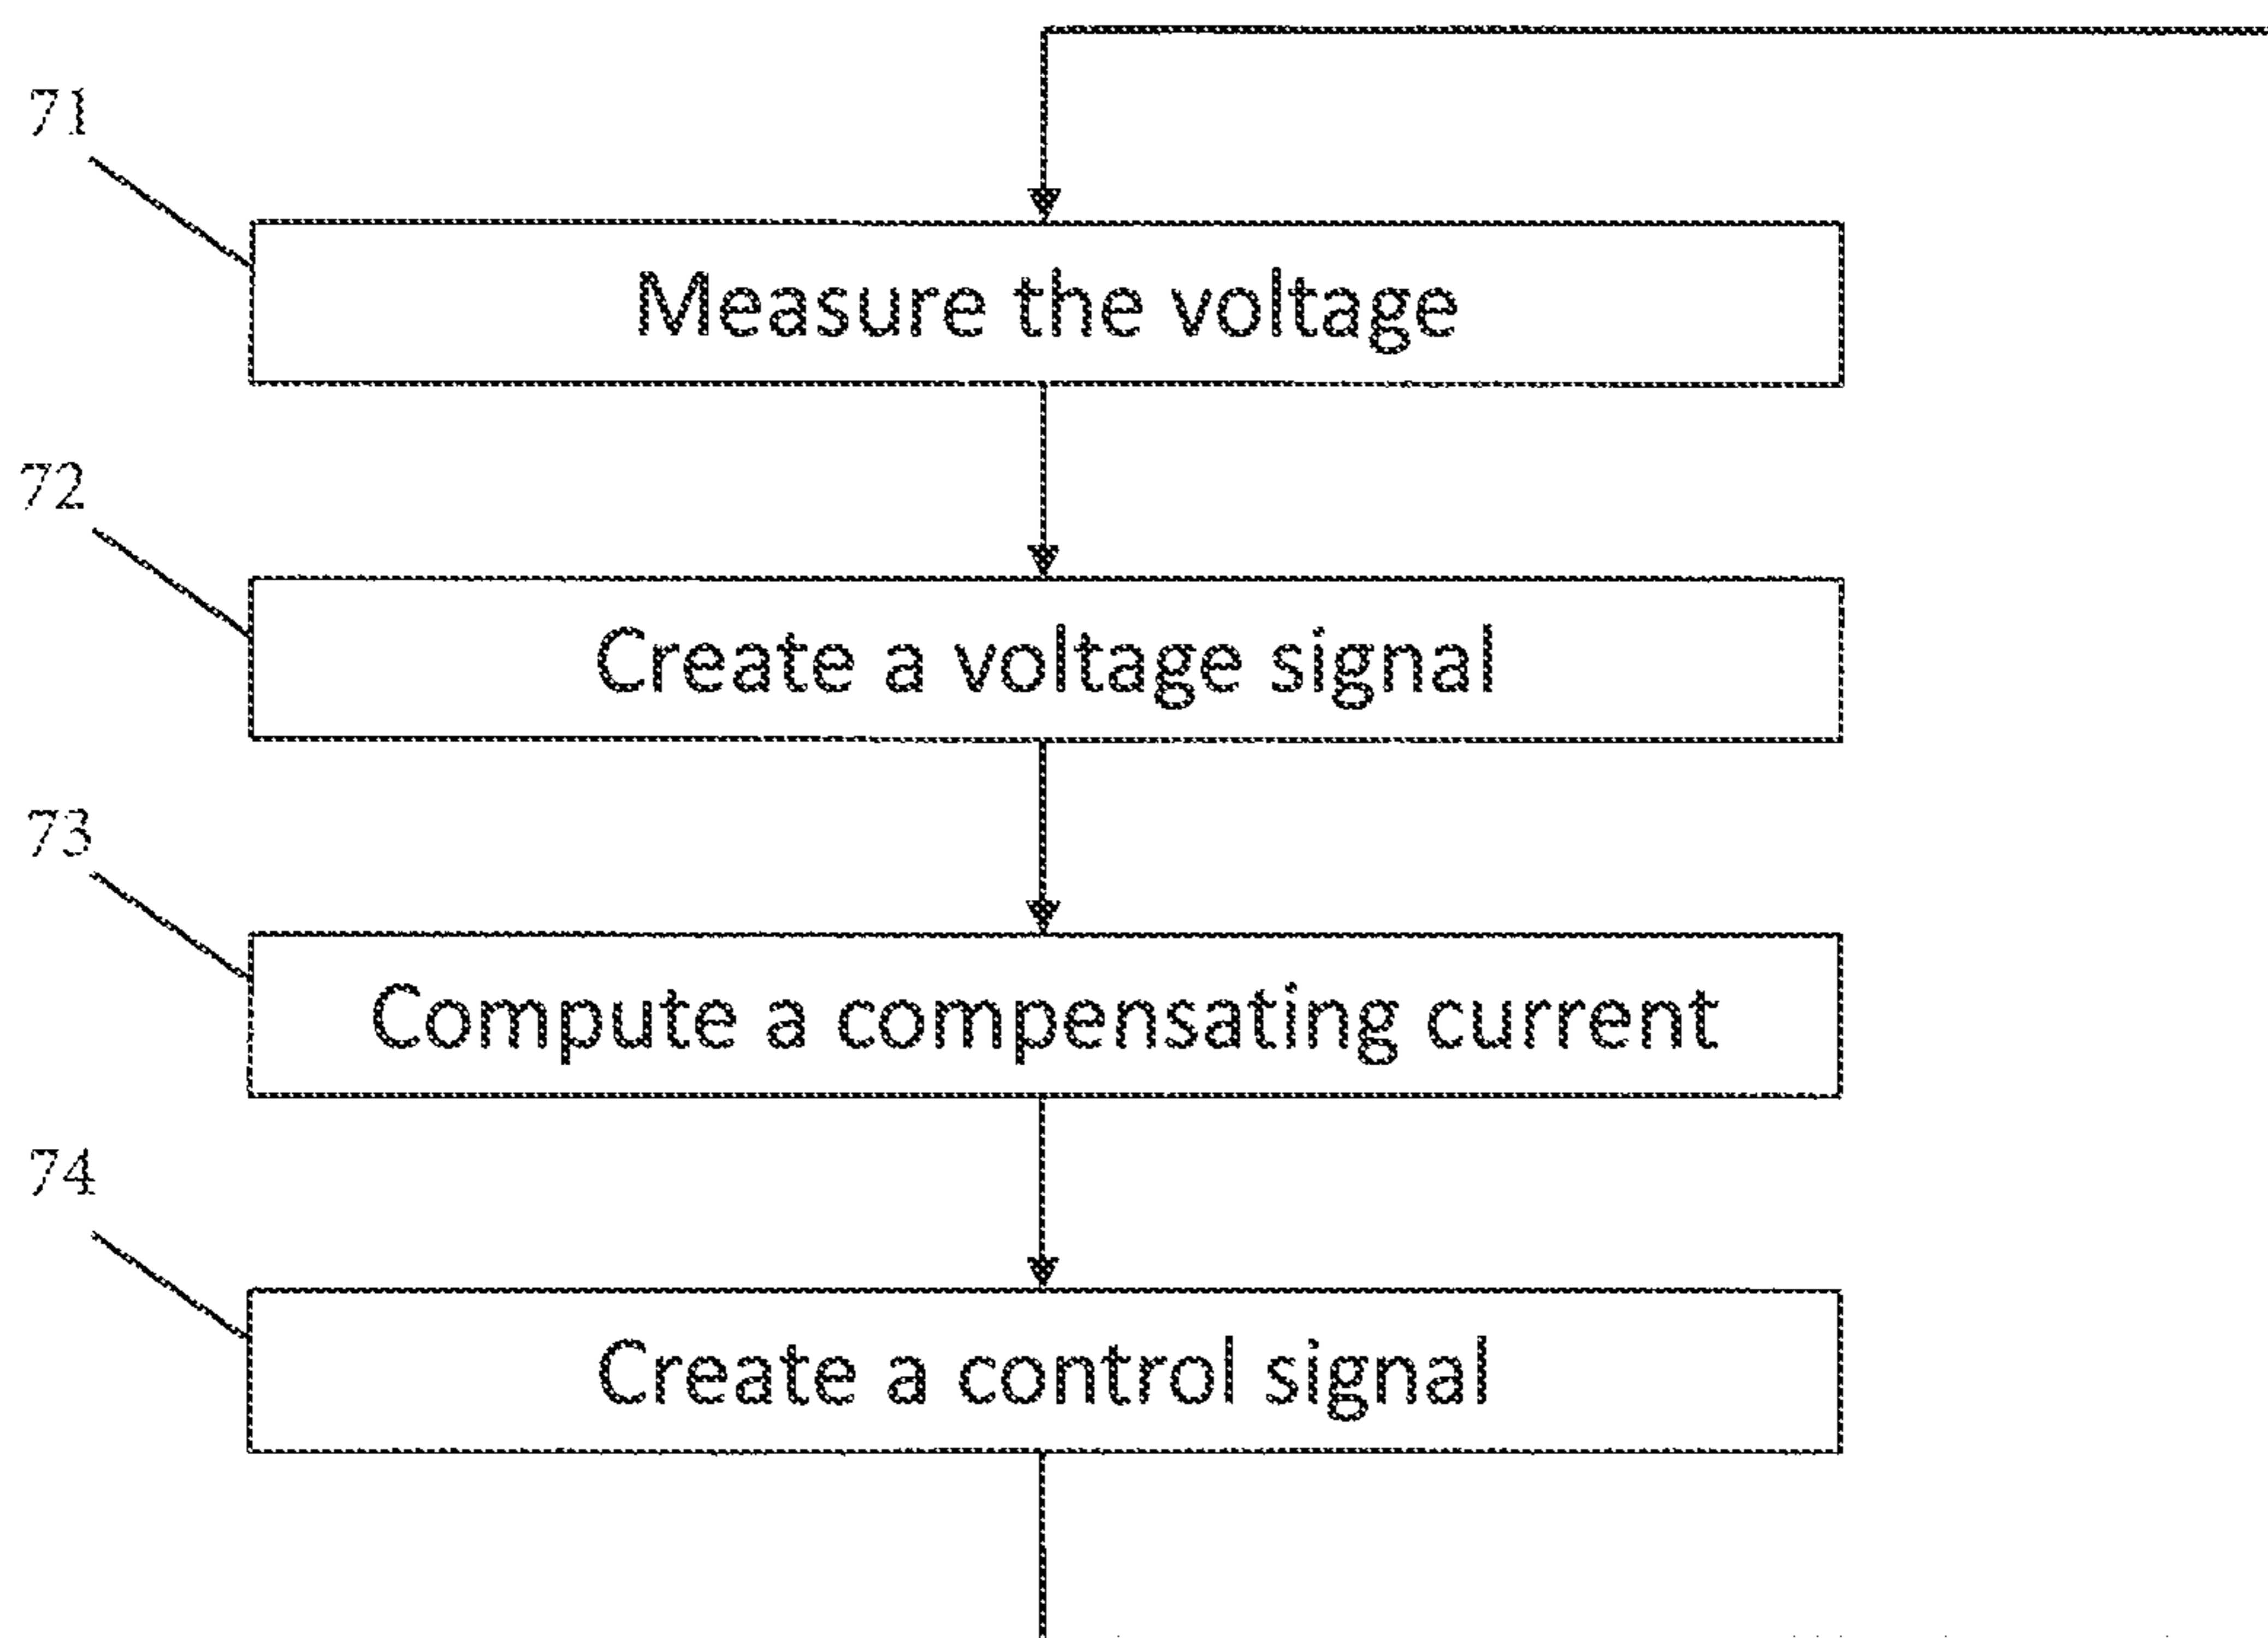 71
Measure the voltage
72
Create a voltage signal
73
Compute a compensating current
74
Create a control signal